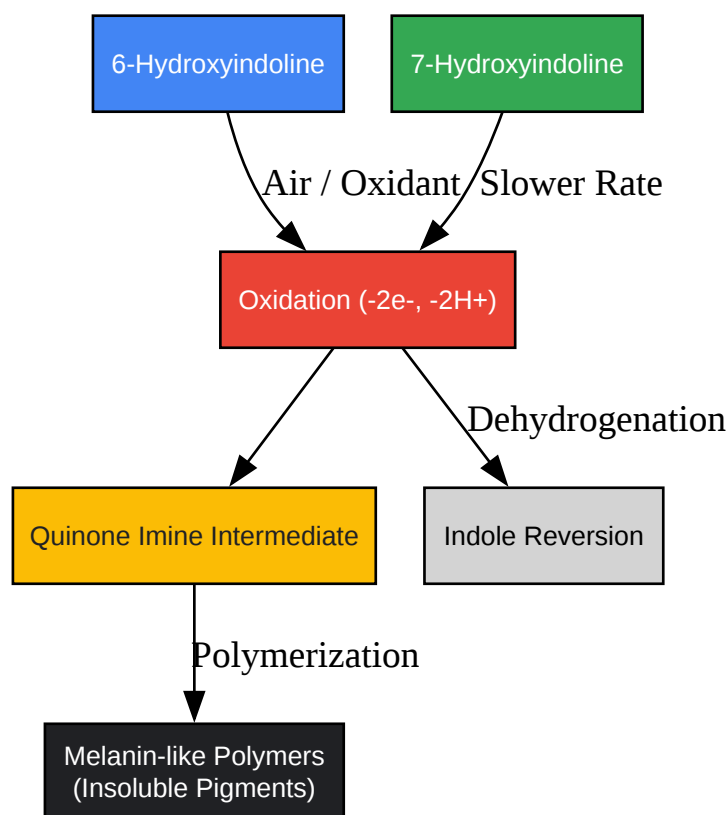 6-Hydroxyindoline
7-Hydroxyindoline
Air / Oxidant
Slower Rate
Oxidation (-2e-, -2H+)
Dehydrogenation
Quinone Imine Intermediate
Indole Reversion
Polymerization
Melanin-like Polymers
(Insoluble Pigments)